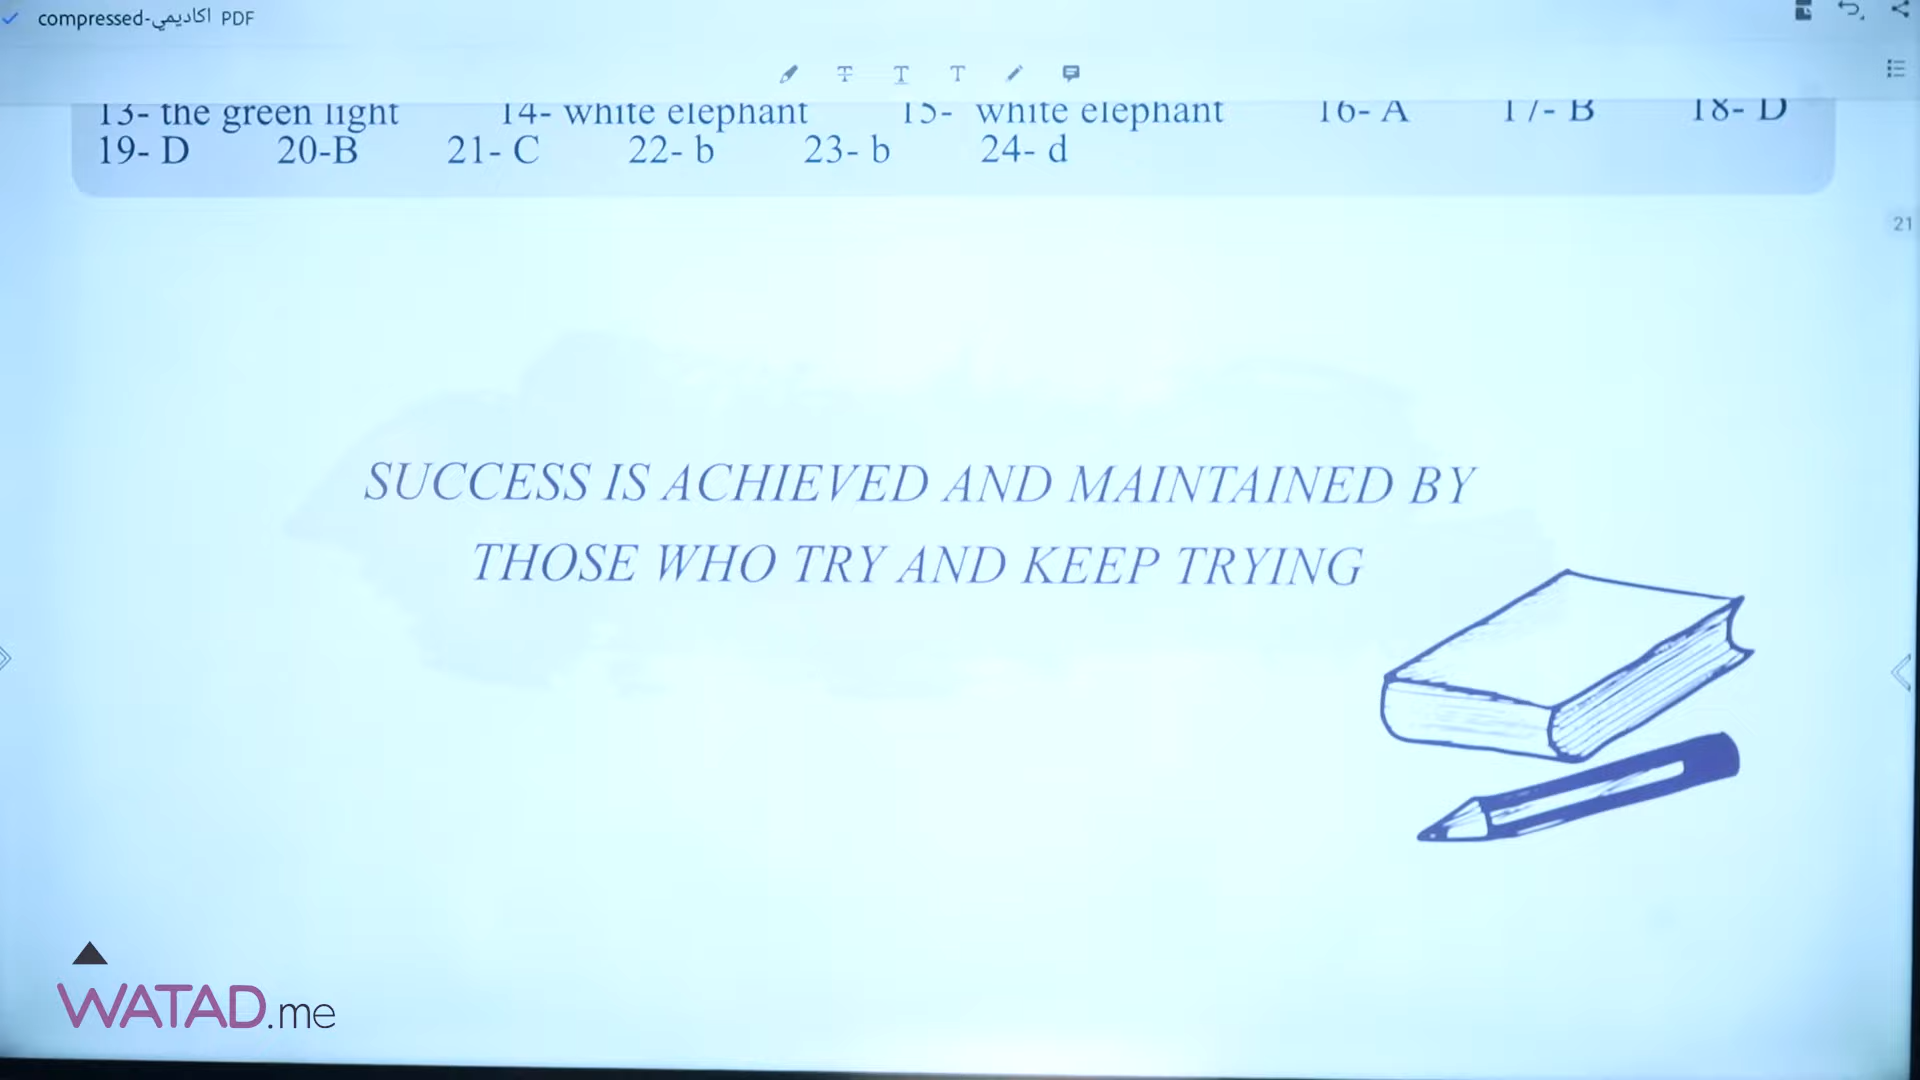 compressed-اكاديمي PDF
13- the green light 14- white elephant 15- white elephant 16- A 17- B 18- D
19- D 20-B 21- C 22- b 23- b 24- d
21
SUCCESS IS ACHIEVED AND MAINTAINED BY
THOSE WHO TRY AND KEEP TRYING
WATAD.me